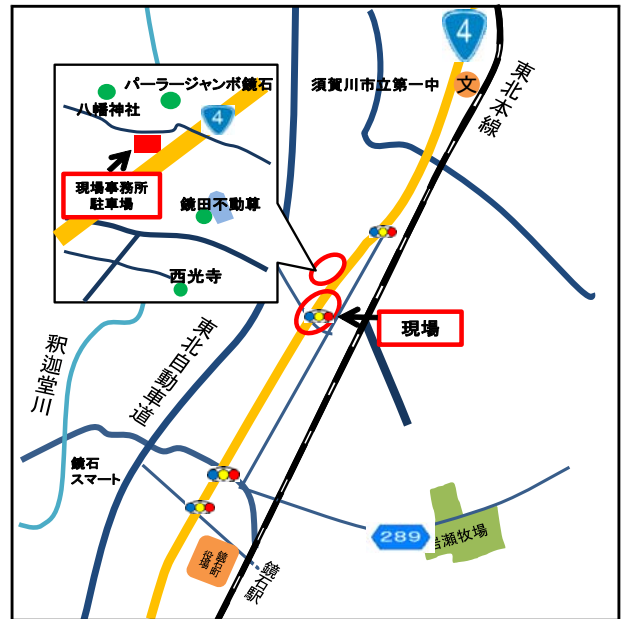 4
東北本線
須賀川市立第一中
文
パーラージャンボ鏡石
八幡神社
4
現場事務所
駐車場
鏡田不動尊
西光寺
現場
釈迦堂川
東北自動車道
鏡石
スマート
289
岩瀬牧場
鏡石町
役場
鏡石駅